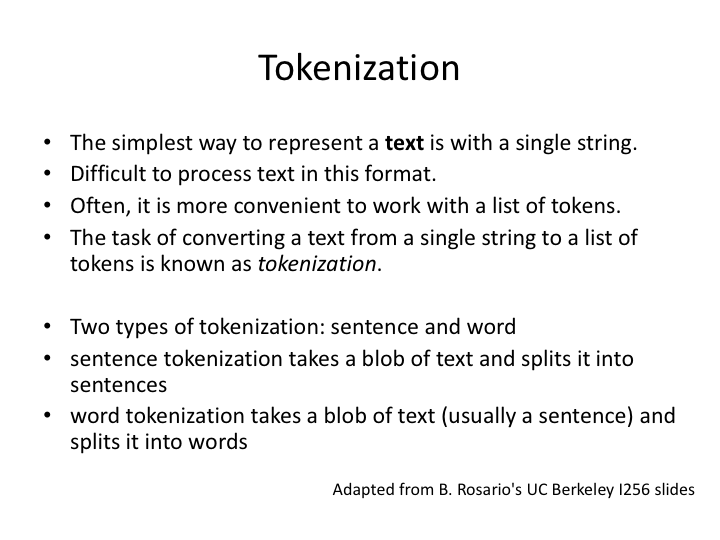 Tokenization
• The simplest way to represent a text is with a single string.
• Difficult to process text in this format.
• Often, it is more convenient to work with a list of tokens.
• The task of converting a text from a single string to a list of
tokens is known as tokenization.
• Two types of tokenization: sentence and word
• sentence tokenization takes a blob of text and splits it into
sentences
• word tokenization takes a blob of text (usually a sentence) and
splits it into words
Adapted from B. Rosario's UC Berkeley I256 slides